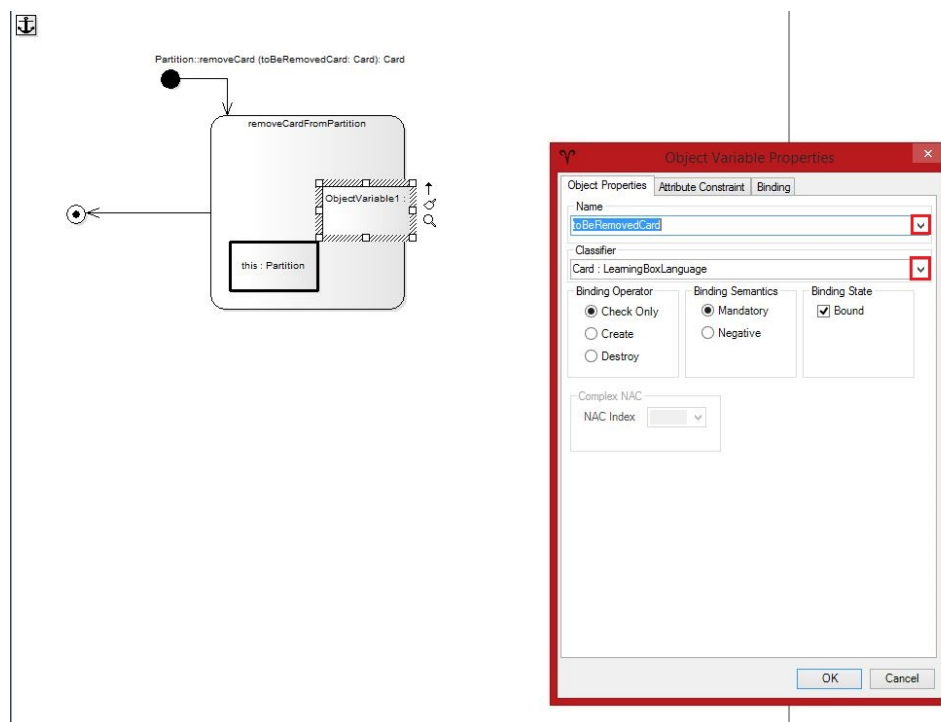 Partition::removeCard (toBeRemovedCard: Card): Card
removeCardFromPartition
ObjectVariable1 :
this : Partition
Object Variable Properties
Object Properties
Attribute Constraint
Binding
Name
toBeRemovedCard
Classifier
Card : LearningBoxLanguage
Binding Operator
Binding Semantics
Binding State
Check Only
Mandatory
Bound
Create
Negative
Destroy
Complex NAC
NAC Index
OK
Cancel